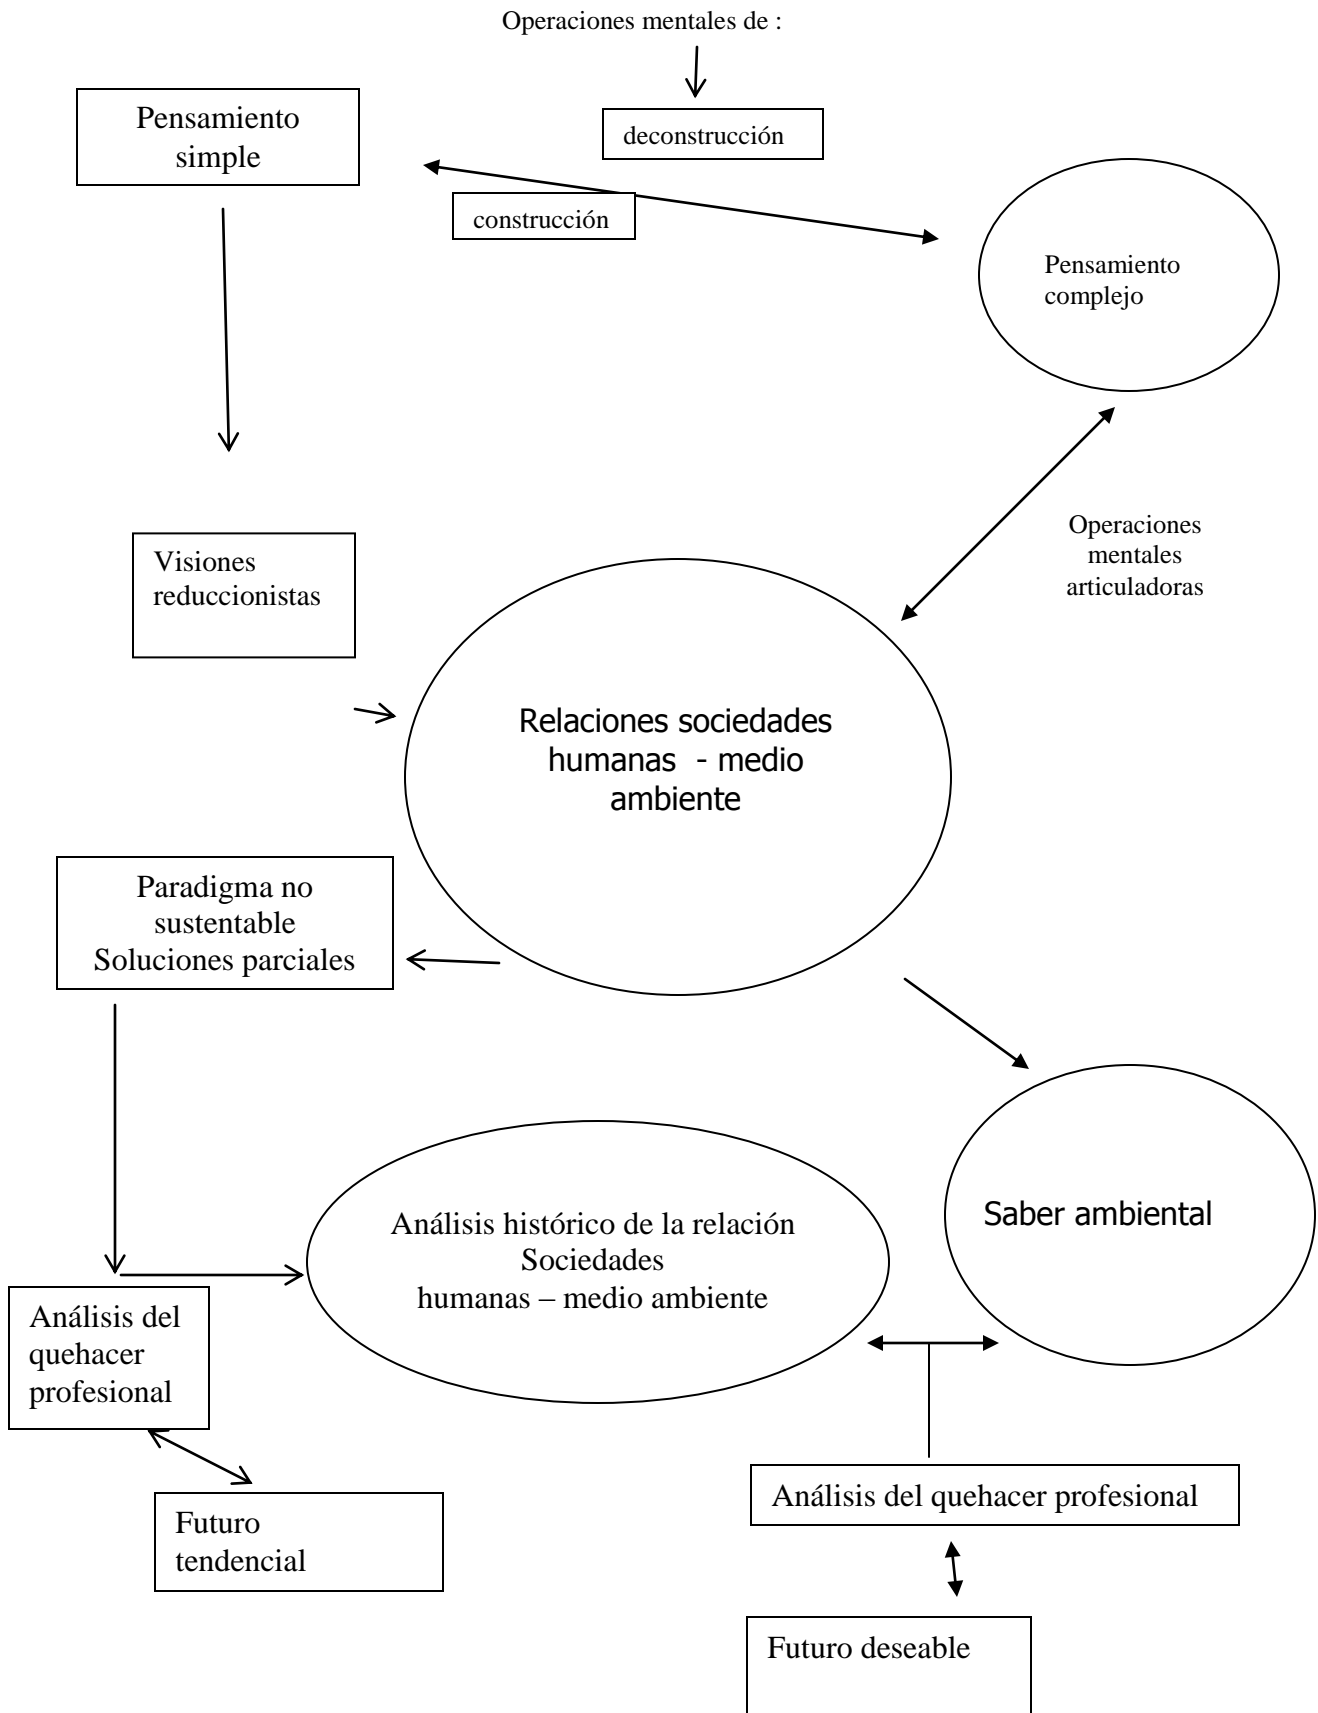 Operaciones mentales de :
Pensamiento
simple
deconstrucción
construcción
Pensamiento
complejo
Operaciones
mentales
articuladoras
Visiones
reduccionistas
Relaciones sociedades
humanas - medio
ambiente
Paradigma no
sustentable
Soluciones parciales
Saber ambiental
Análisis histórico de la relación
Sociedades
humanas – medio ambiente
Análisis del
quehacer
profesional
Análisis del quehacer profesional
Futuro
tendencial
Futuro deseable